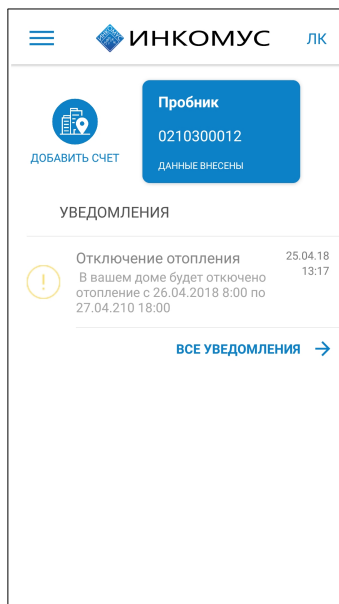 ИНКОМУС
ЛК
Пробник
0210300012
ДАННЫЕ ВНЕСЕНЫ
ДОБАВИТЬ СЧЕТ
УВЕДОМЛЕНИЯ
Отключение отопления
25.04.18
13:17
В вашем доме будет откючено
отопление с 26.04.2018 8:00 по
27.04.210 18:00
ВСЕ УВЕДОМЛЕНИЯ